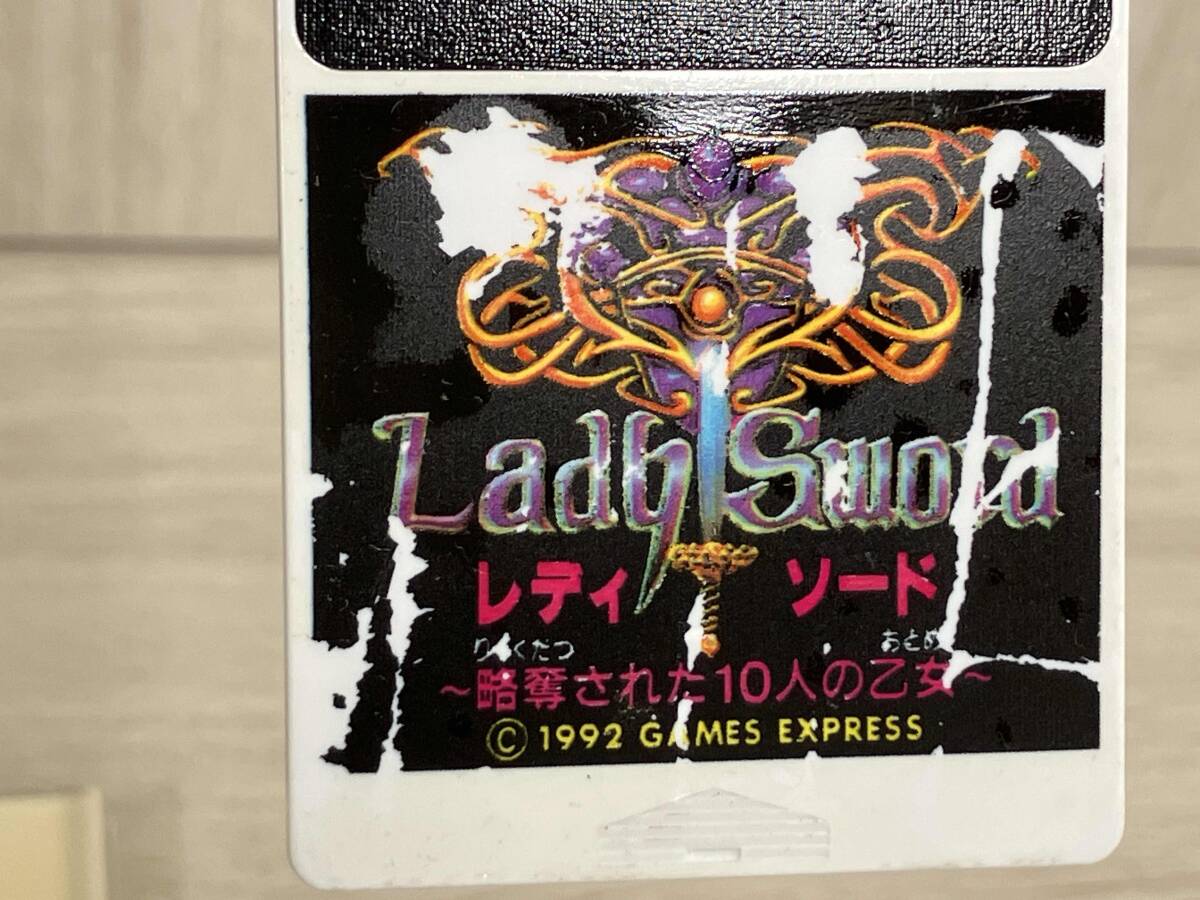 Lady Sword
レディ ソード
りゃくだつ おとめ
~略奪された10人の乙女~
© 1992 GAMES EXPRESS